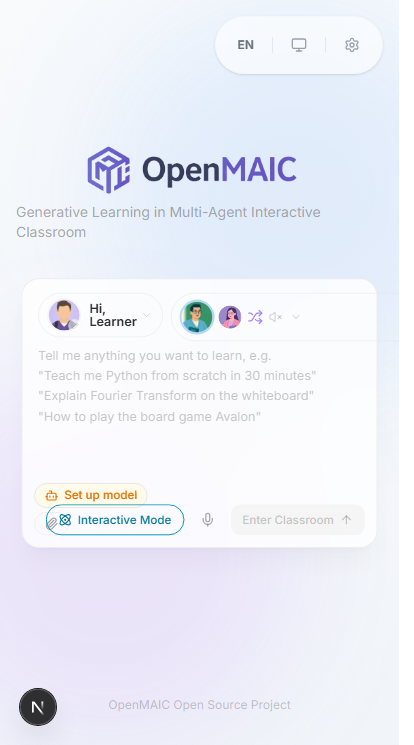 EN
OpenMAIC
Generative Learning in Multi-Agent Interactive
Classroom
Hi,
Learner
Tell me anything you want to learn, e.g.
"Teach me Python from scratch in 30 minutes"
"Explain Fourier Transform on the whiteboard"
"How to play the board game Avalon"
Set up model
Interactive Mode
Enter Classroom
N
OpenMAIC Open Source Project